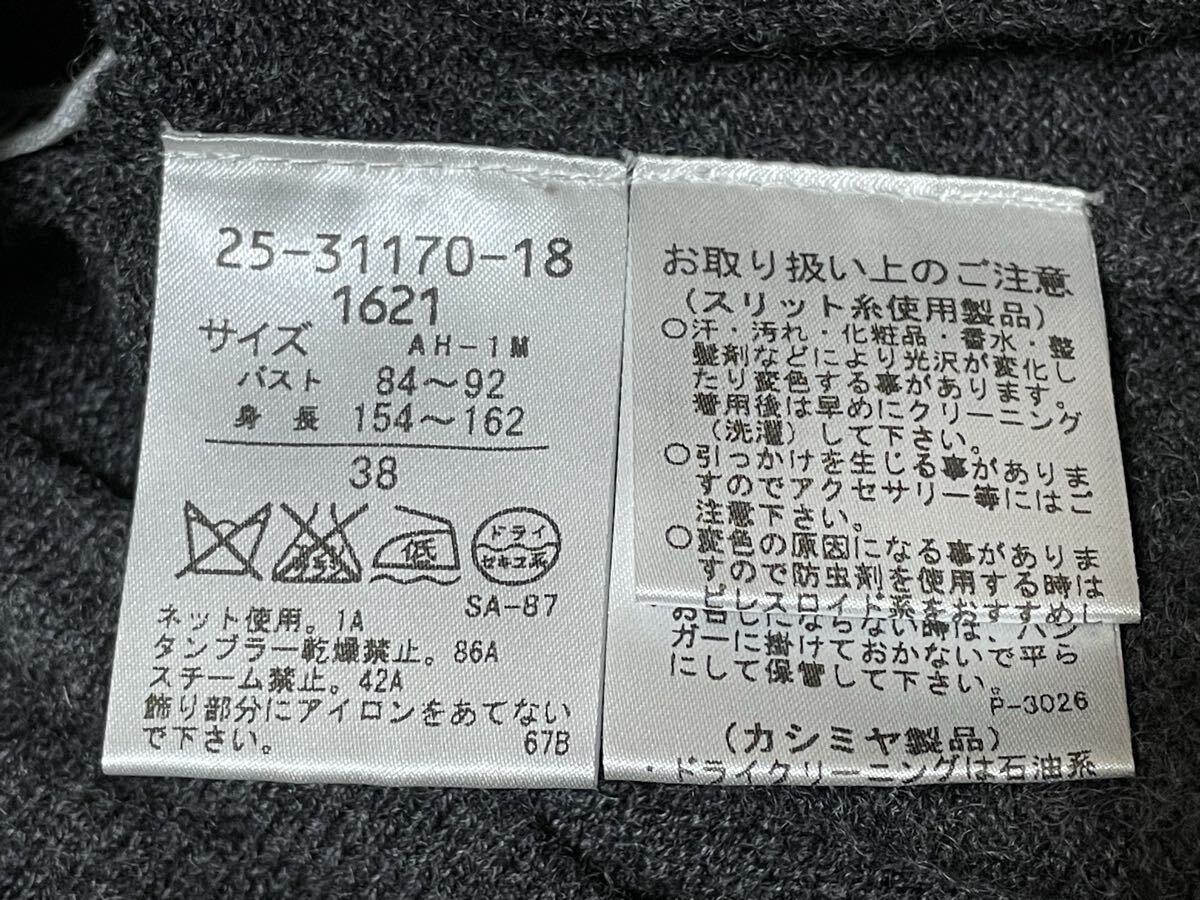 25-31170-18
1621
サイズ AH-1M
バスト 84～92
身長 154～162
38
低
ドライ
セキユ系
SA-87
ネット使用。1A
タンブラー乾燥禁止。86A
スチーム禁止。42A
飾り部分にアイロンをあてない
で下さい。 67B
お取り扱い上のご注意
(スリット糸使用製品)
○汗・汚れ・化粧品・香水・整
髪剤などにより光沢が変化し
たり変色する事があります。
着用後は早めにクリーニング
(洗濯)して下さい。
○引っかけを生じる事がありま
すのでアクセサリー等にはご
注意下さい。
○変色の原因になる事がありま
すので防虫剤を使用する時は
ピレスロイド系をおすすめし
お召しにならない時は、ハン
ガーに掛けておかないで平ら
にして保管して下さい。
P-3026
(カシミヤ製品)
・ドライクリーニングは石油系